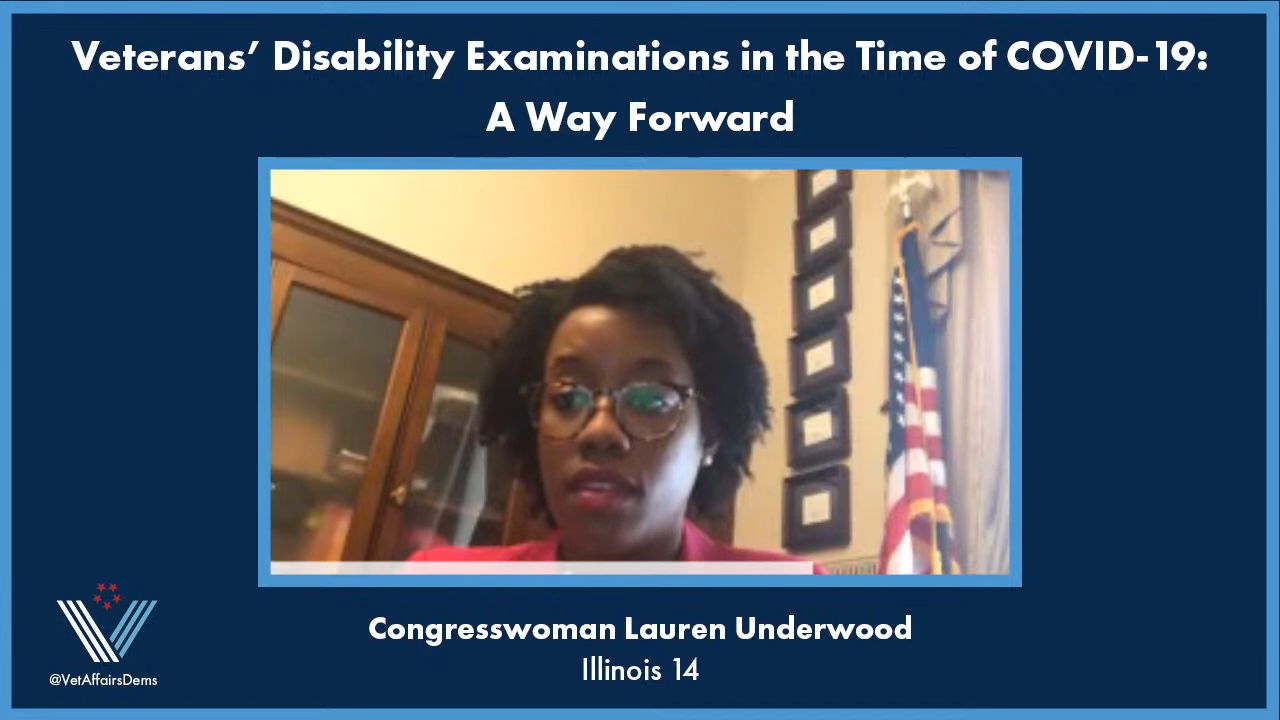 Veterans’ Disability Examinations in the Time of COVID-19:
A Way Forward
Congresswoman Lauren Underwood
Illinois 14
@VetAffairsDems